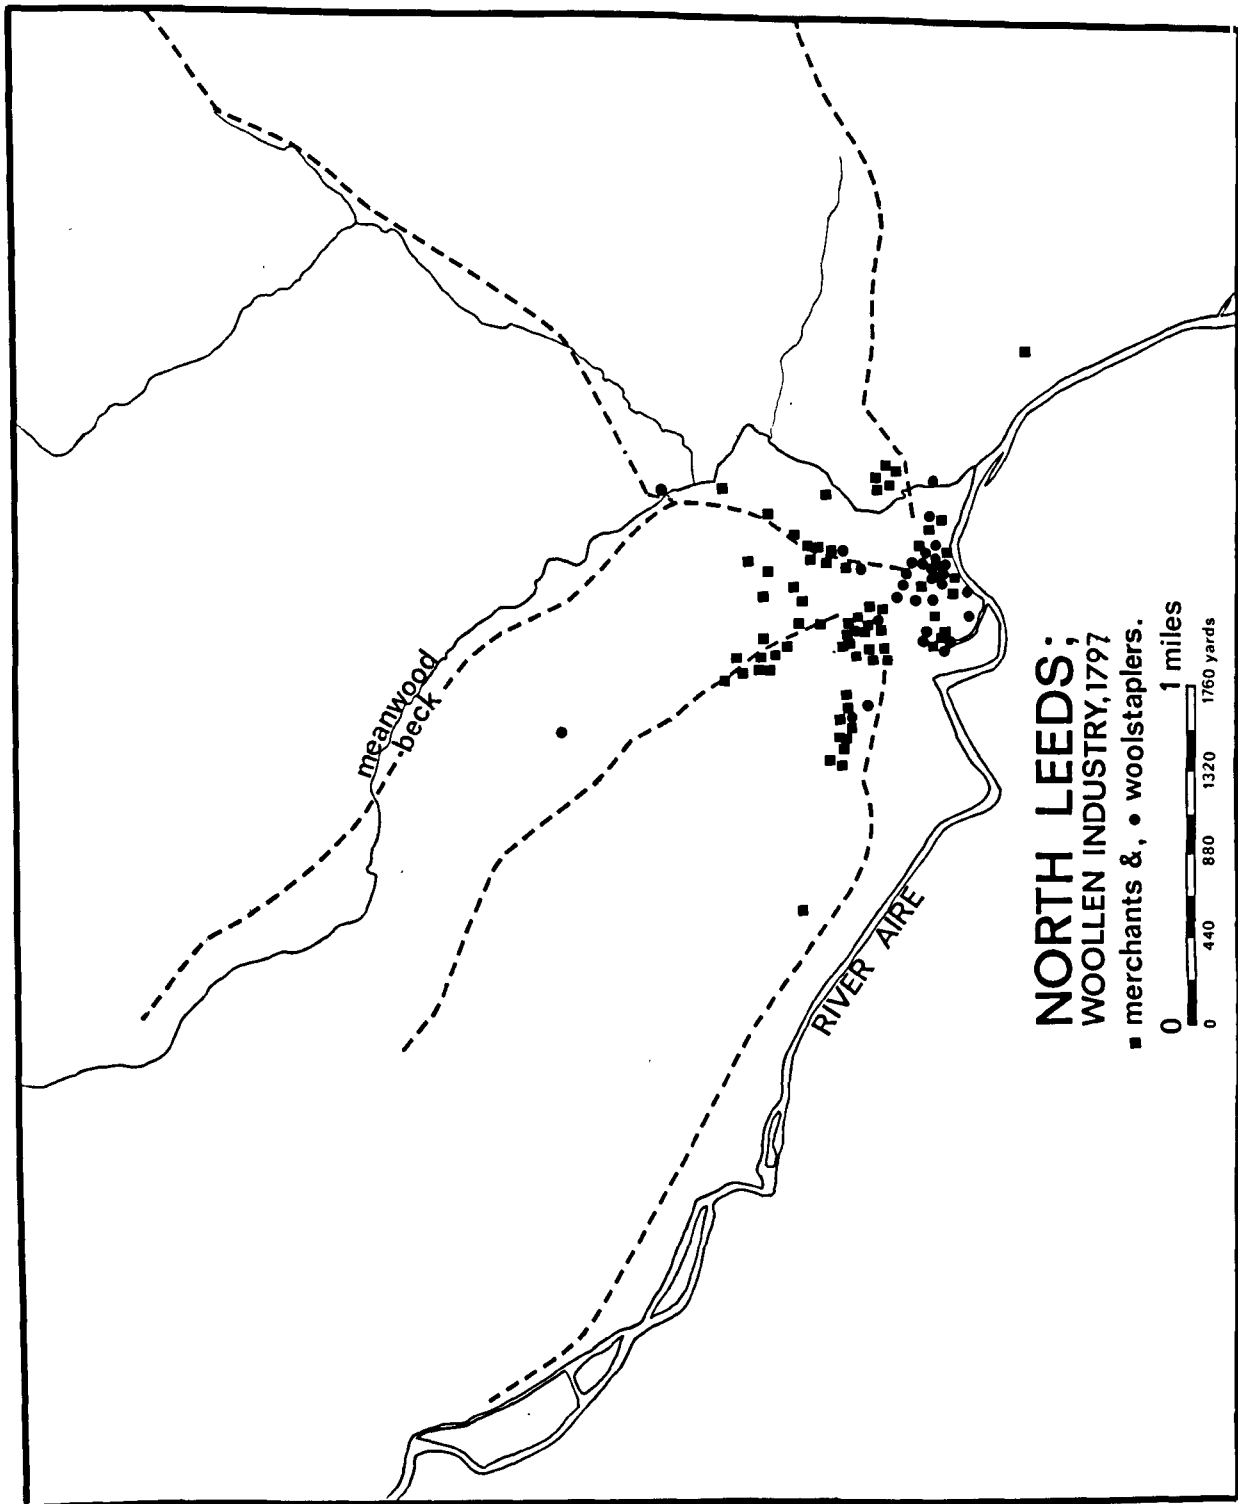 meanwood
beck
RIVER AIRE
NORTH LEEDS;
WOOLLEN INDUSTRY, 1797
■ merchants &, ● woolstaplers.
0 1 miles
0 440 880 1320 1760 yards